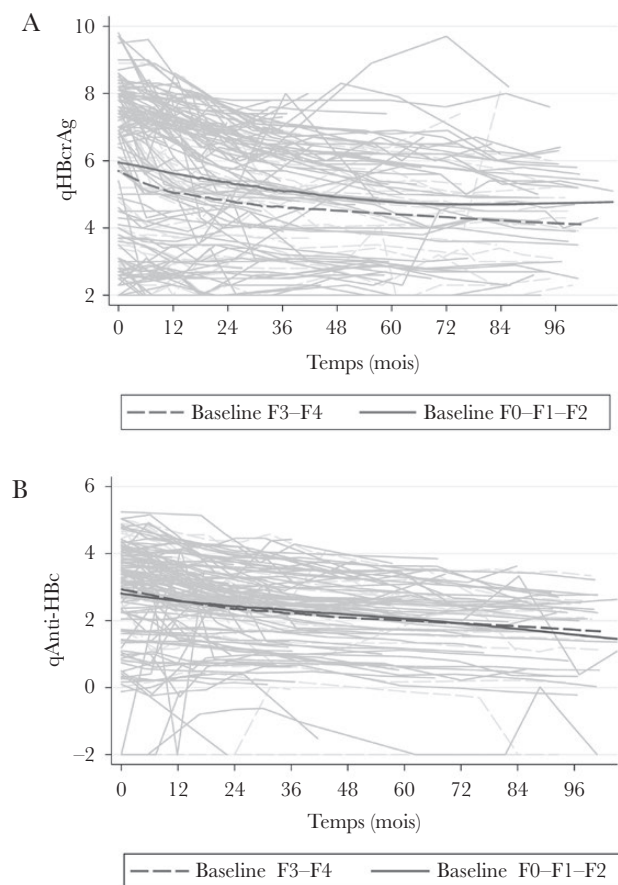 A
10
8
6
4
2
qHBcrAg
0 12 24 36 48 60 72 84 96
Temps (mois)
Baseline F3–F4 Baseline F0–F1–F2
B
6
4
2
0
–2
qAnti-HBc
0 12 24 36 48 60 72 84 96
Temps (mois)
Baseline F3–F4 Baseline F0–F1–F2